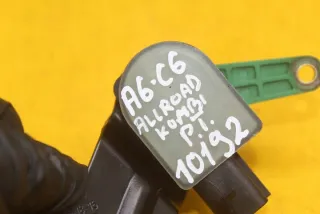 A6-C6
ALLROAD
KOMBI
P.I.
10192